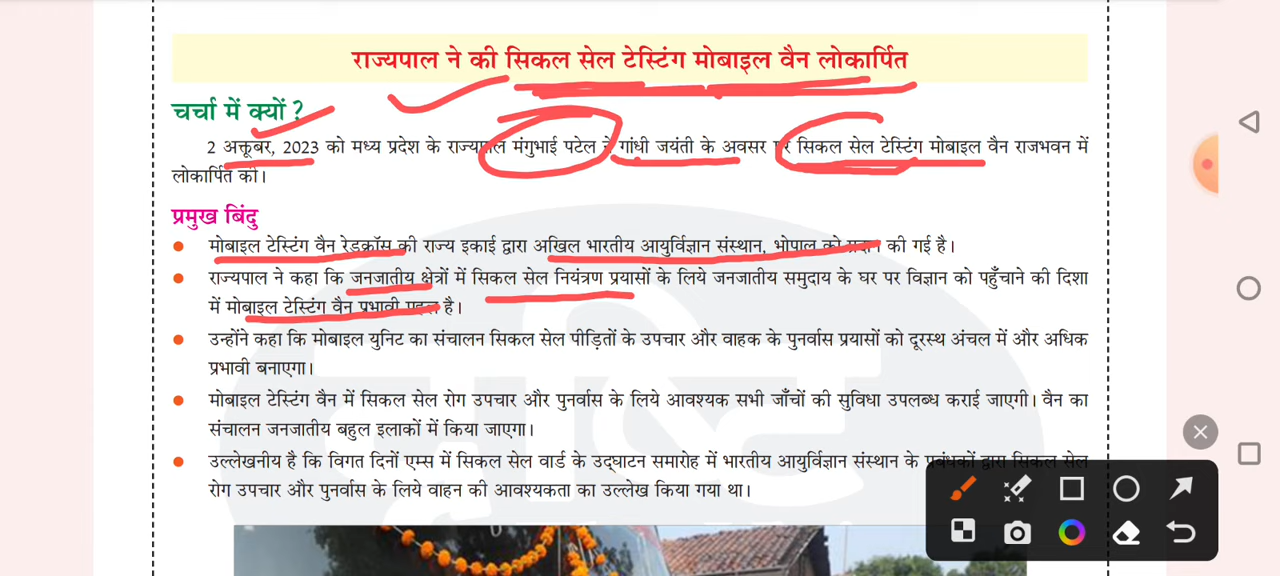 राज्यपाल ने की सिकल सेल टेस्टिंग मोबाइल वैन लोकार्पित
चर्चा में क्यों ?
2 अक्तूबर, 2023 को मध्य प्रदेश के राज्यपाल मंगुभाई पटेल ने गांधी जयंती के अवसर पर सिकल सेल टेस्टिंग मोबाइल वैन राजभवन में
लोकार्पित की।
प्रमुख बिंदु
मोबाइल टेस्टिंग वैन रेडक्रॉस की राज्य इकाई द्वारा अखिल भारतीय आयुर्विज्ञान संस्थान, भोपाल को प्रदान की गई है।
राज्यपाल ने कहा कि जनजातीय क्षेत्रों में सिकल सेल नियंत्रण प्रयासों के लिये जनजातीय समुदाय के घर पर विज्ञान को पहुँचाने की दिशा
में मोबाइल टेस्टिंग वैन प्रभावी पहल है।
उन्होंने कहा कि मोबाइल युनिट का संचालन सिकल सेल पीड़ितों के उपचार और वाहक के पुनर्वास प्रयासों को दूरस्थ अंचल में और अधिक
प्रभावी बनाएगा।
मोबाइल टेस्टिंग वैन में सिकल सेल रोग उपचार और पुनर्वास के लिये आवश्यक सभी जाँचों की सुविधा उपलब्ध कराई जाएगी। वैन का
संचालन जनजातीय बहुल इलाकों में किया जाएगा।
उल्लेखनीय है कि विगत दिनों एम्स में सिकल सेल वार्ड के उद्घाटन समारोह में भारतीय आयुर्विज्ञान संस्थान के प्रबंधकों द्वारा सिकल सेल
रोग उपचार और पुनर्वास के लिये वाहन की आवश्यकता का उल्लेख किया गया था।